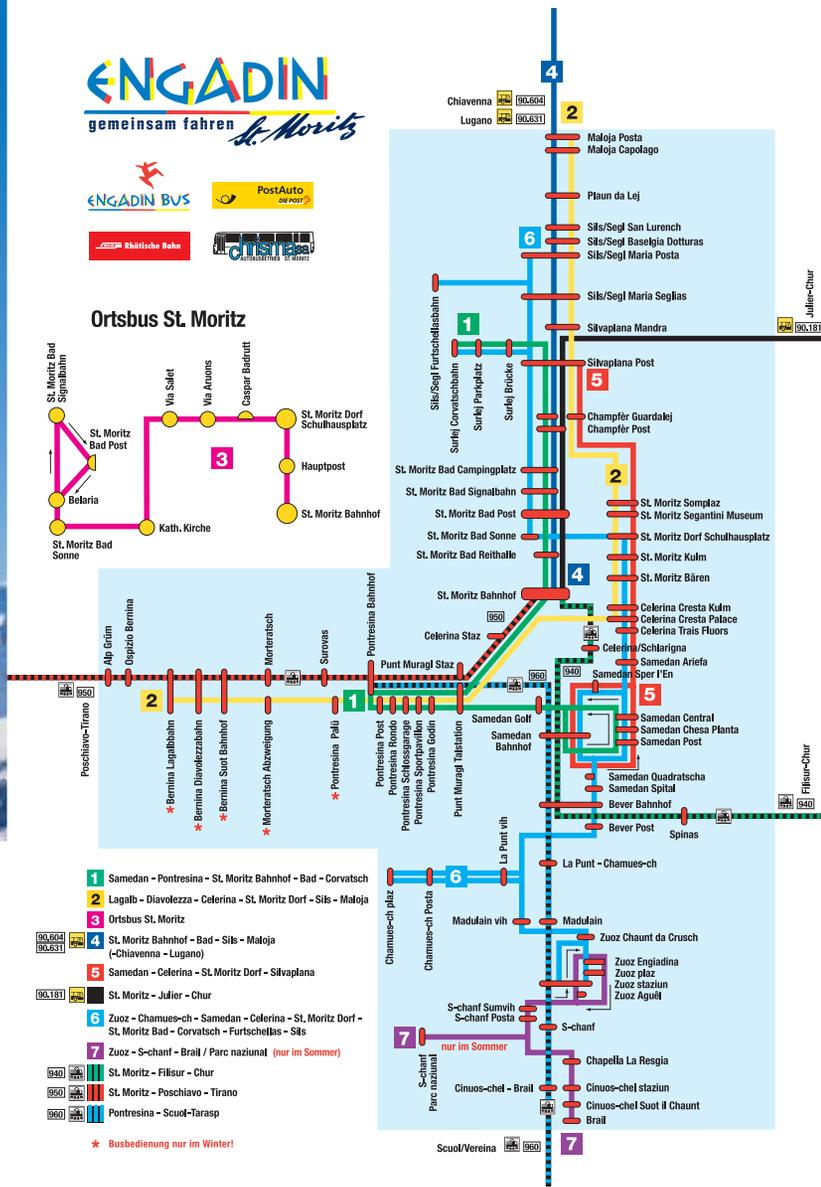 ENGADIN
gemeinsam fahren St. Moritz
ENGADIN BUS
PostAuto
DIE POST
Rhätische Bahn
chrisma sa
AUTOBUSBETRIEB ST. MORITZ
4
Chiavenna 90.604
Lugano 90.631
2
Maloja Posta
Maloja Capolago
Plaun da Lej
Sils/Segl San Lurench
6
Sils/Segl Baselgia Dotturas
Sils/Segl Maria Posta
Sils/Segl Furtschellasbahn
Sils/Segl Maria Seglias
Julier-Chur
90.181
1
Silvaplana Mandra
Surlej Corvatschbahn
Surlej Parkplatz
Surlej Brücke
Silvaplana Post
5
Champfèr Guardalej
Champfèr Post
St. Moritz Bad Campingplatz
2
St. Moritz Bad Signalbahn
St. Moritz Somplaz
St. Moritz Bad Post
St. Moritz Segantini Museum
St. Moritz Bad Sonne
St. Moritz Dorf Schulhausplatz
St. Moritz Bad Reithalle
St. Moritz Kulm
4
St. Moritz Bären
St. Moritz Bahnhof
Celerina Cresta Kulm
950
Celerina Cresta Palace
Celerina Staz
Celerina Trais Fluors
Celerina/Schlarigna
Ortsbus St. Moritz
St. Moritz Bad
Signalbahn
Via Salet
Via Aruons
Caspar Badrutt
St. Moritz Dorf
Schulhausplatz
St. Moritz
Bad Post
3
Hauptpost
Belaria
St. Moritz Bahnhof
Kath. Kirche
St. Moritz Bad
Sonne
Alp Grüm
Ospizio Bernina
Morteratsch
Surovas
Pontresina Bahnhof
Punt Muragl Staz
960
940
Samedan Ariefa
Samedan Sper l'En
950
Poschiavo-Tirano
2
1
5
* Bernina Lagalbbahn
* Bernina Diavolezzabahn
* Bernina Suot Bahnhof
* Morteratsch Abzweigung
* Pontresina Palü
Pontresina Post
Pontresina Rondo
Pontresina Schlossgarage
Pontresina Sportpavillon
Pontresina Godin
Punt Muragl Talstation
Samedan Golf
Samedan Central
Samedan Chesa Planta
Samedan
Bahnhof
Samedan Post
Samedan Quadratscha
Samedan Spital
Bever Bahnhof
Filisur-Chur
940
Bever Post
Spinas
La Punt vih
La Punt - Chamues-ch
6
Chamues-ch plaz
Chamues-ch Posta
Madulain vih
Madulain
Zuoz Chaunt da Crusch
Zuoz Engiadina
Zuoz plaz
Zuoz staziun
Zuoz Aguêl
S-chanf Sumvih
S-chanf Posta
S-chanf
7
nur im Sommer
S-chanf
Parc naziunal
Chapella La Resgia
Cinuos-chel - Brail
Cinuos-chel staziun
Cinuos-chel Suot il Chaunt
Brail
Scuol/Vereina 960
7
1 Samedan - Pontresina - St. Moritz Bahnhof - Bad - Corvatsch
2 Lagalb - Diavolezza - Celerina - St. Moritz Dorf - Sils - Maloja
3 Ortsbus St. Moritz
90.604
90.631
4 St. Moritz Bahnhof - Bad - Sils - Maloja
(-Chiavenna - Lugano)
5 Samedan - Celerina - St. Moritz Dorf - Silvaplana
90.181 St. Moritz - Julier - Chur
6 Zuoz - Chamues-ch - Samedan - Celerina - St. Moritz Dorf -
St. Moritz Bad - Corvatsch - Furtschellas - Sils
7 Zuoz - S-chanf - Brail / Parc naziunal (nur im Sommer)
940 St. Moritz - Filisur - Chur
950 St. Moritz - Poschiavo - Tirano
960 Pontresina - Scuol-Tarasp
* Busbedienung nur im Winter!